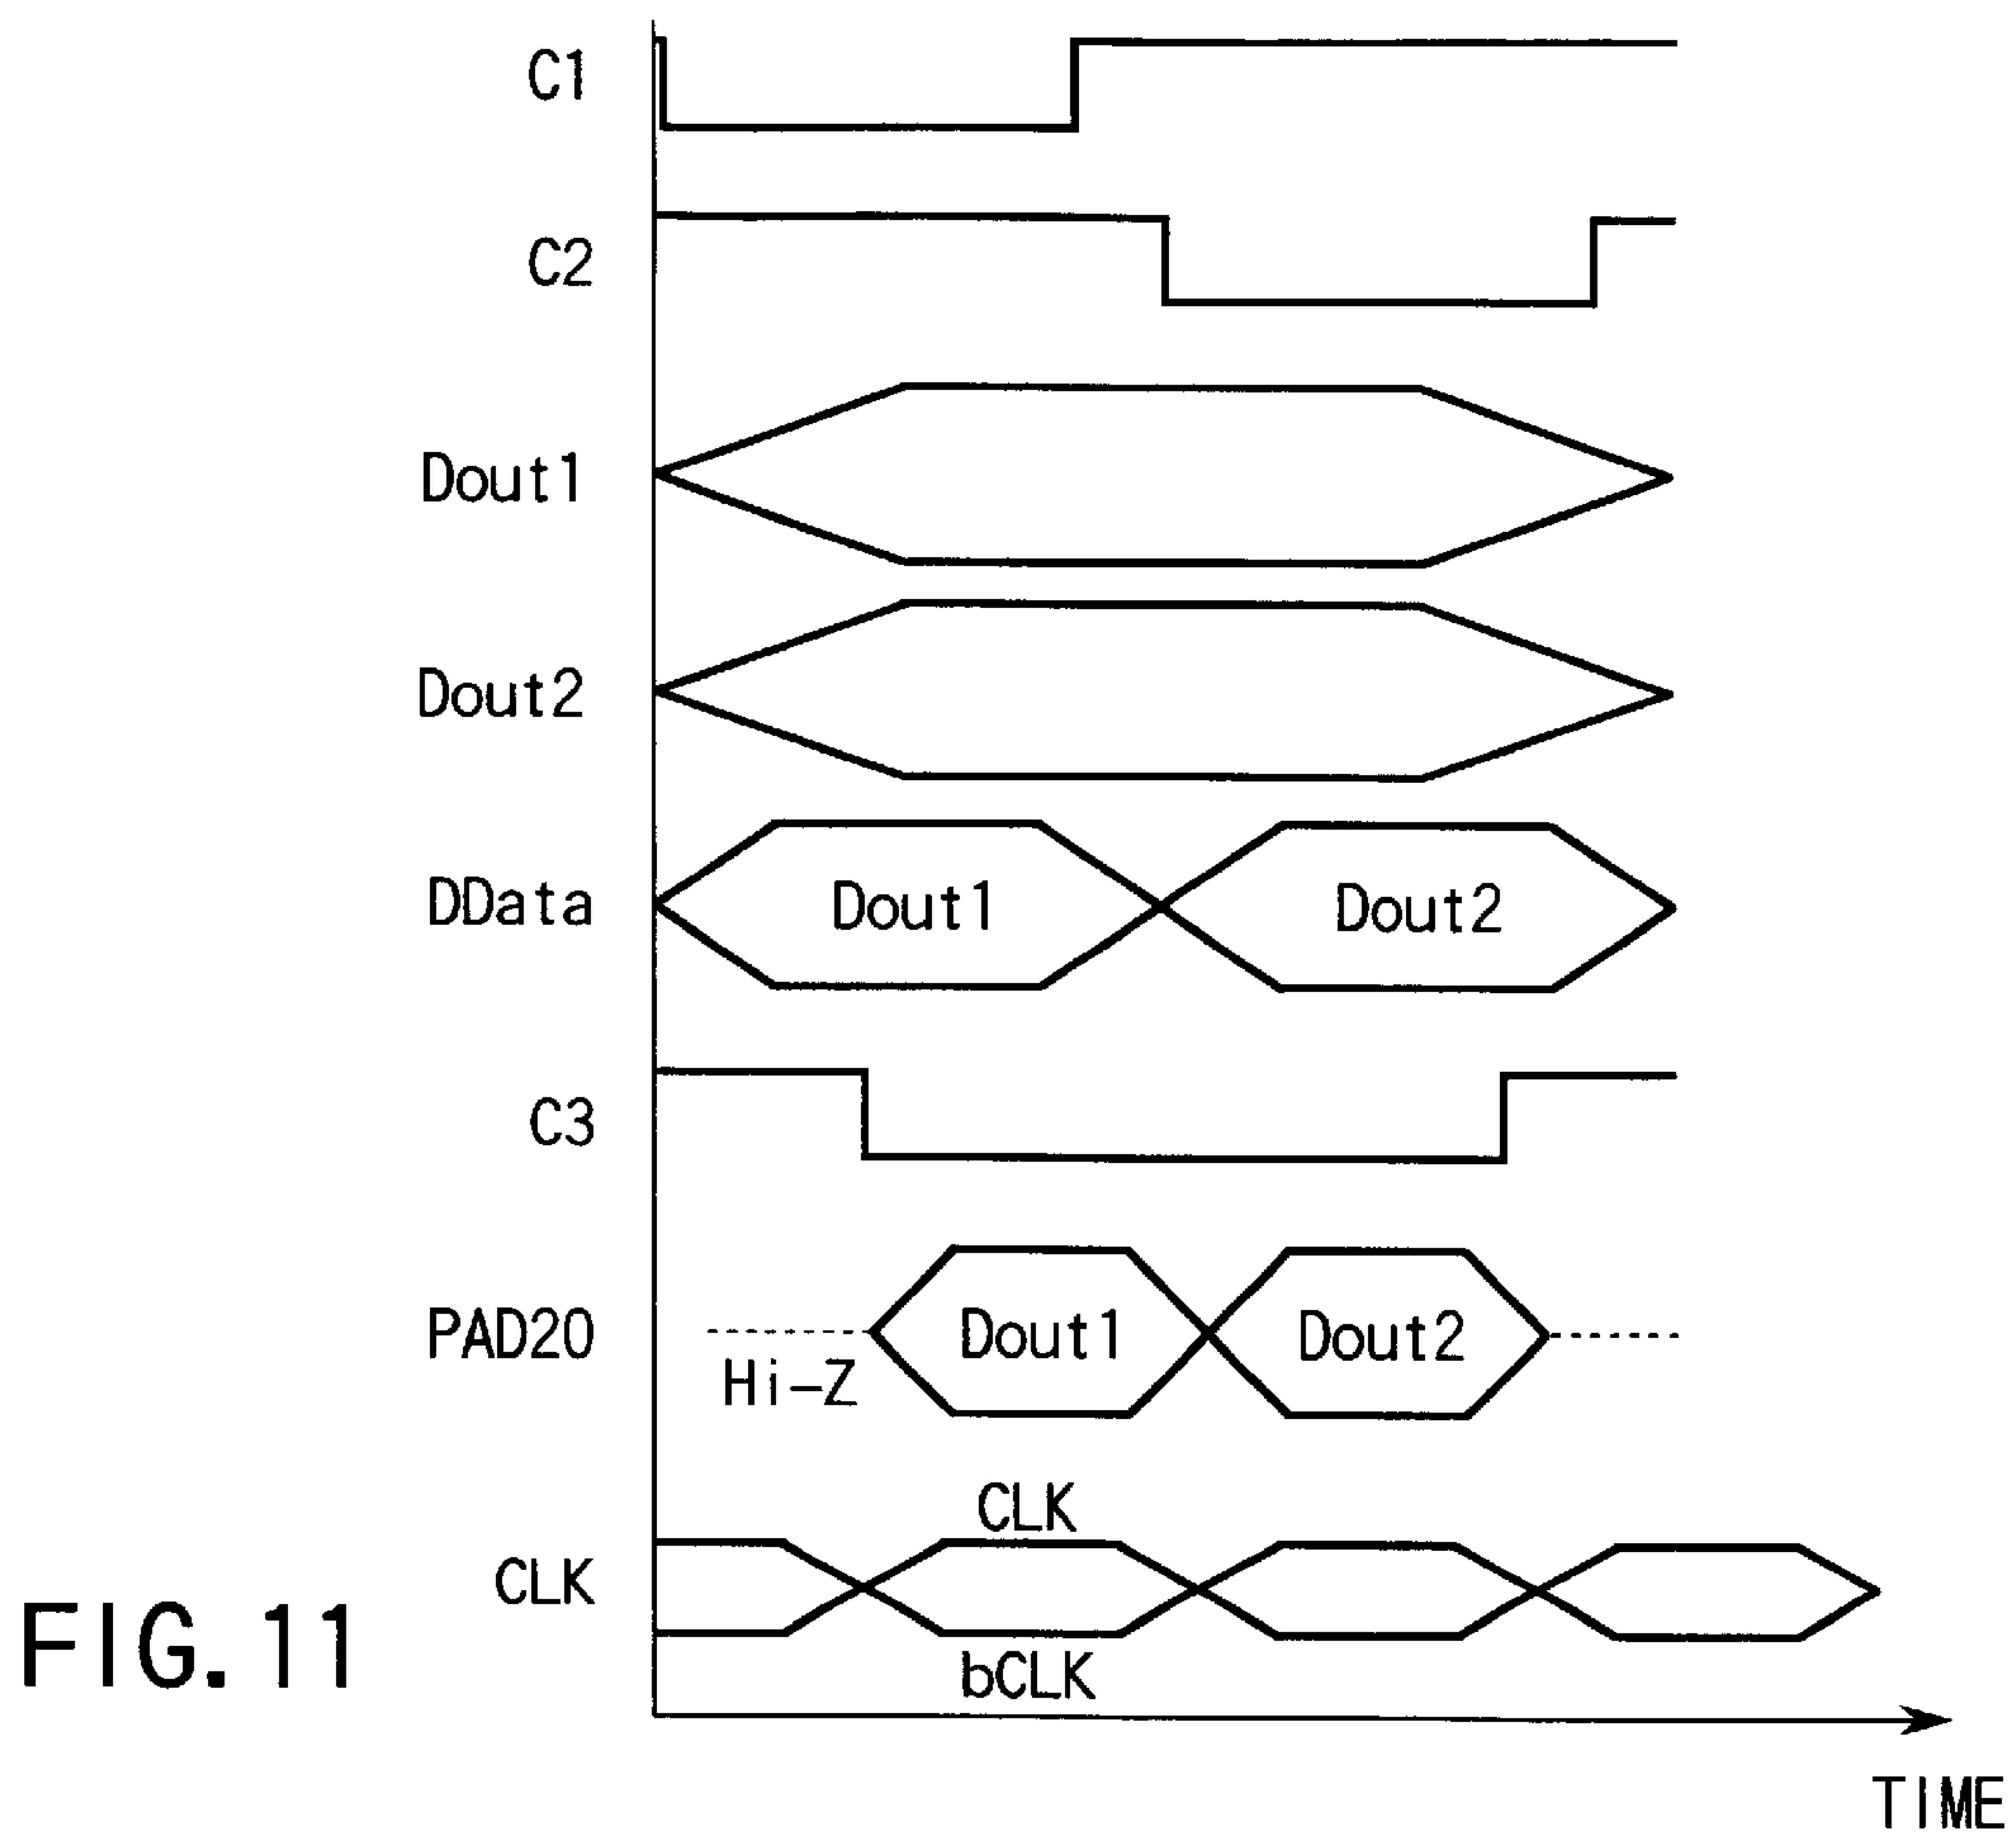 C1
C2
Dout1
Dout2
DData
Dout1
Dout2
C3
PAD20
Hi-Z
Dout1
Dout2
CLK
CLK
bCLK
FIG.11
TIME